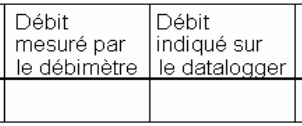 Débit
mesuré par
le débimètre
Débit
indiqué sur
le datalogger